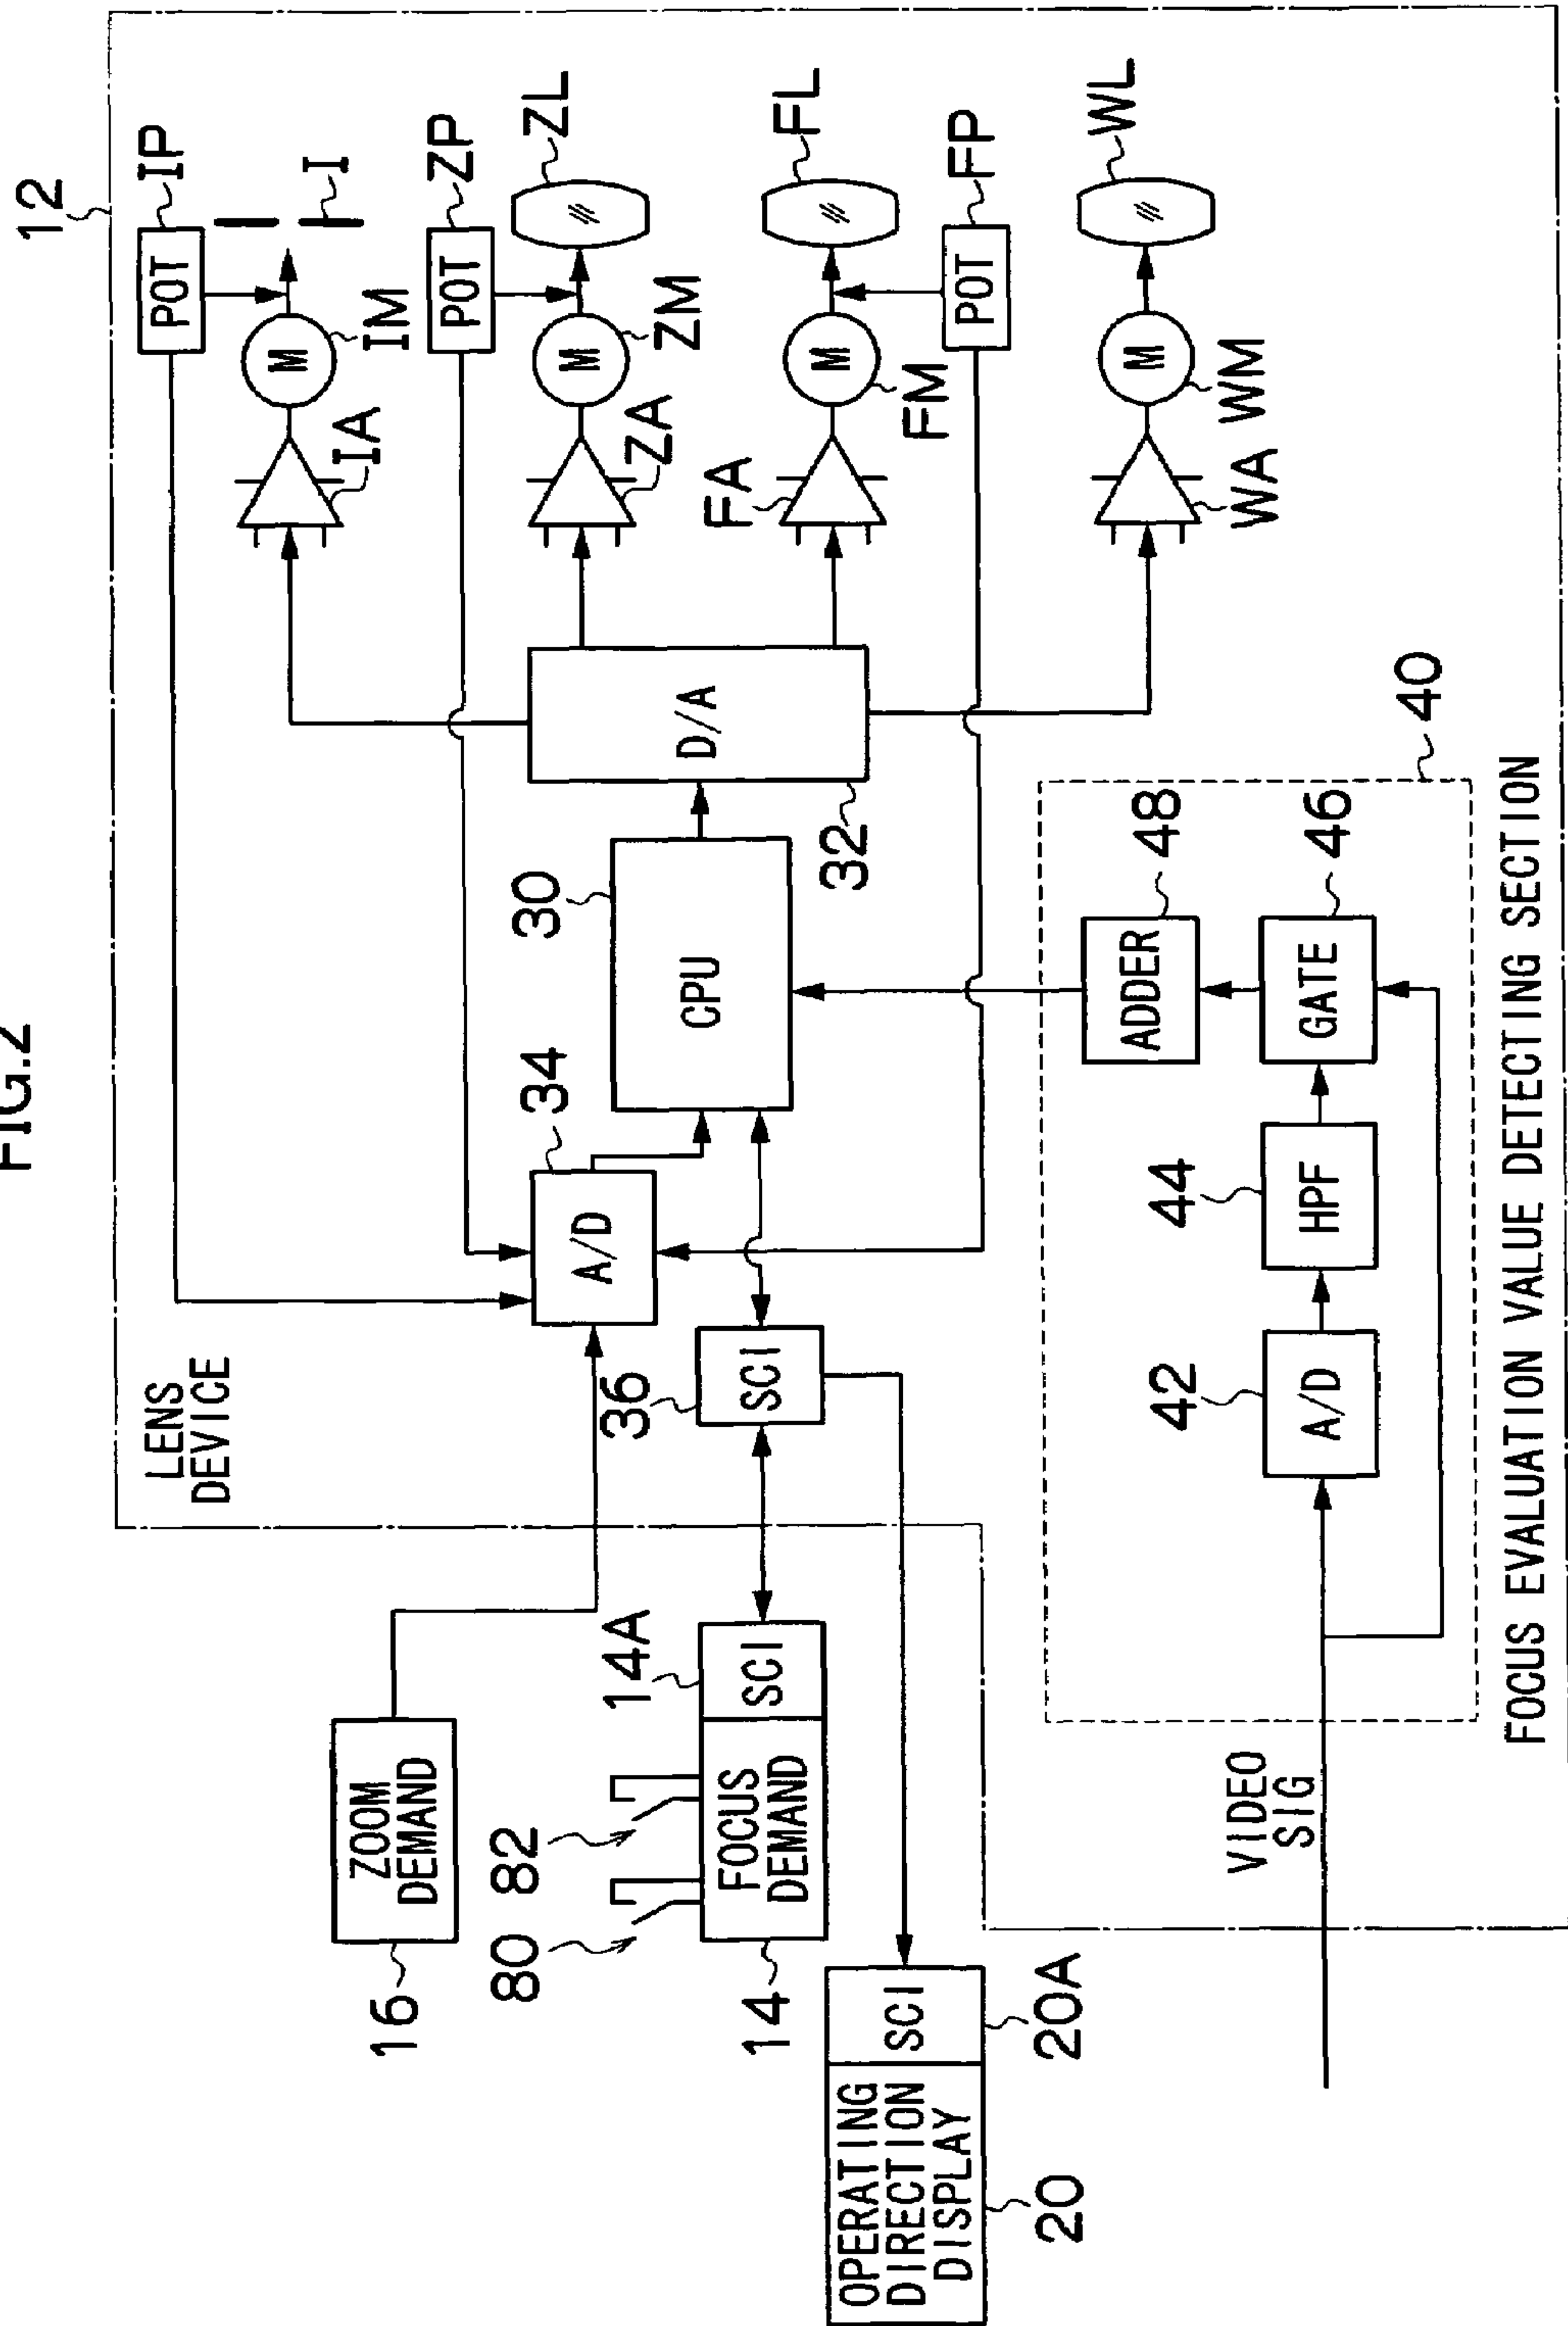 FIG.2
12
LENS
DEVICE
POT
IP
I
M
IM
IA
POT
ZP
ZL
M
ZM
ZA
FL
M
FM
FA
POT
FP
WL
M
WM
WA
D/A
32
30
CPU
34
A/D
36
SCI
ZOOM
DEMAND
16
14A
SCI
FOCUS
DEMAND
82
80
14
SCI
20A
OPERATING
DIRECTION
DISPLAY
20
VIDEO
SIG
40
48
ADDER
46
GATE
44
HPF
42
A/D
FOCUS EVALUATION VALUE DETECTING SECTION